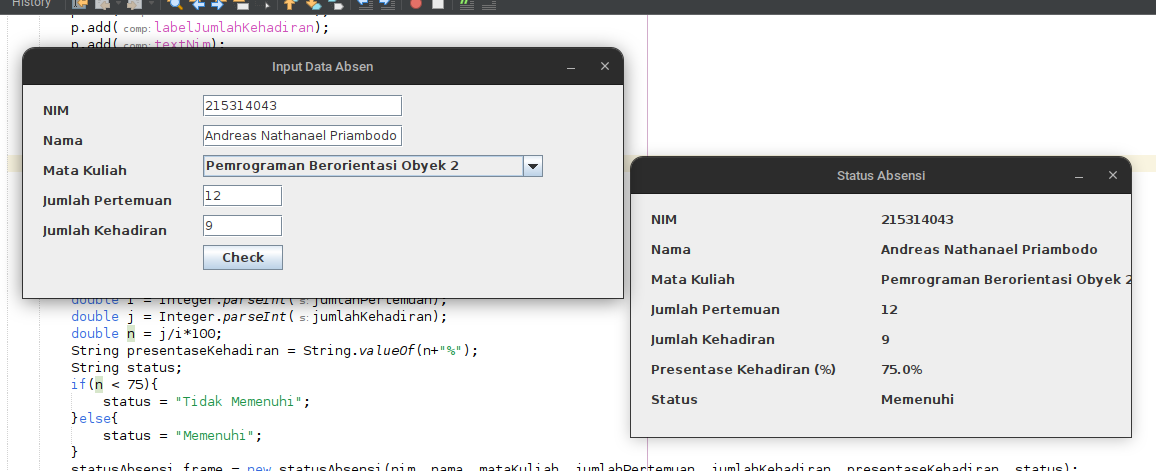 History
p.add( comp: labelJumlahKehadiran);
p.add( comp: textNim);
Input Data Absen
NIM
215314043
Nama
Andreas Nathanael Priambodo
Mata Kuliah
Pemrograman Berorientasi Obyek 2
Jumlah Pertemuan
12
Jumlah Kehadiran
9
Check
Status Absensi
NIM 215314043
Nama Andreas Nathanael Priambodo
Mata Kuliah Pemrograman Berorientasi Obyek 2
Jumlah Pertemuan 12
Jumlah Kehadiran 9
Presentase Kehadiran (%) 75.0%
Status Memenuhi
double i = Integer.parseInt( s: jumlahPertemuan);
double j = Integer.parseInt( s: jumlahKehadiran);
double n = j/i*100;
String presentaseKehadiran = String.valueOf(n+"%");
String status;
if(n < 75){
status = "Tidak Memenuhi";
}else{
status = "Memenuhi";
}
statusAbsensi frame = new statusAbsensi(nim, nama, mataKuliah, jumlahPertemuan, jumlahKehadiran, presentaseKehadiran, status);